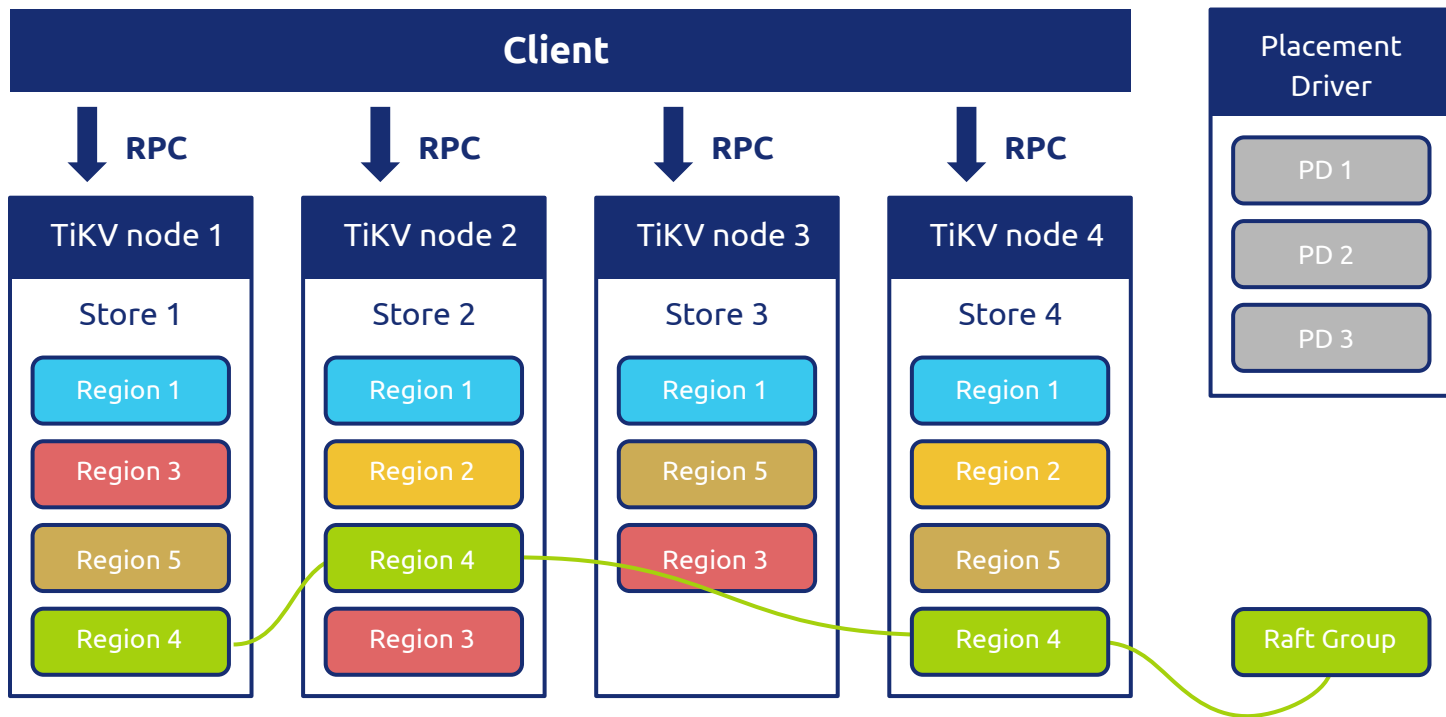 Client
RPC
RPC
RPC
RPC
TiKV node 1
Store 1
Region 1
Region 3
Region 5
Region 4
TiKV node 2
Store 2
Region 1
Region 2
Region 4
Region 3
TiKV node 3
Store 3
Region 1
Region 5
Region 3
TiKV node 4
Store 4
Region 1
Region 2
Region 5
Region 4
Placement
Driver
PD 1
PD 2
PD 3
Raft Group